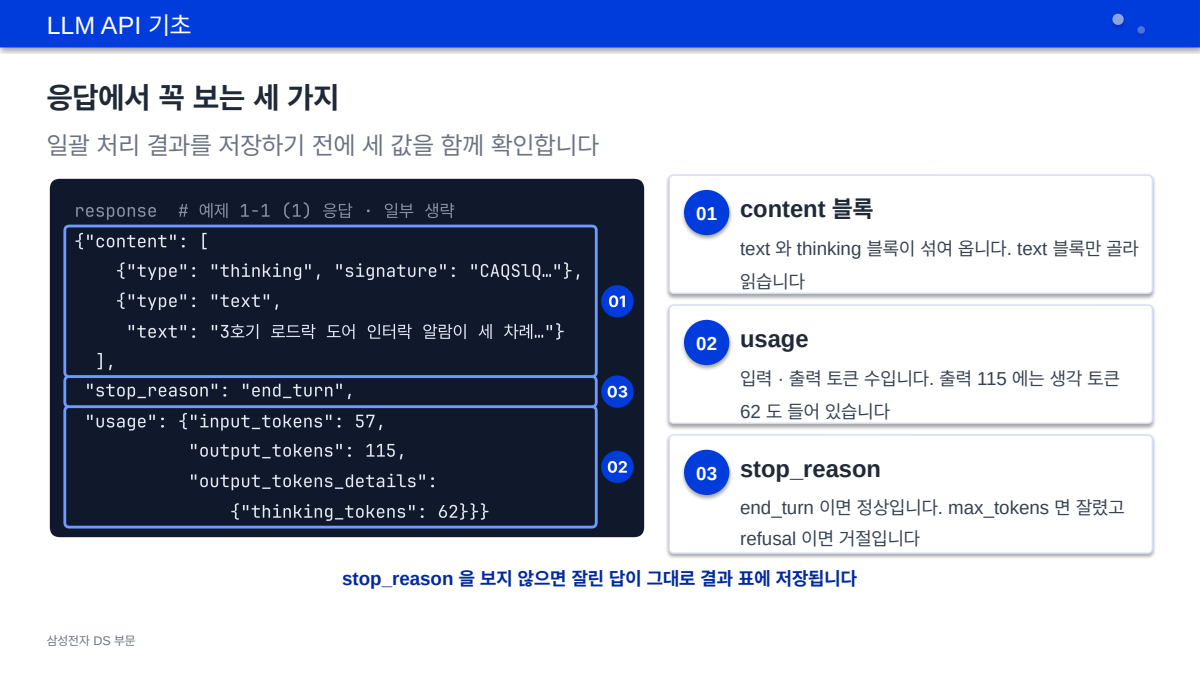 LLM API 기초
응답에서 꼭 보는 세 가지
일괄 처리 결과를 저장하기 전에 세 값을 함께 확인합니다
response  # 예제 1-1 (1) 응답 · 일부 생략
{"content": [
    {"type": "thinking", "signature": "CAQSlQ…"},
    {"type": "text",
     "text": "3호기 로드락 도어 인터락 알람이 세 차례…"}
  ],
01
 "stop_reason": "end_turn",
03
 "usage": {"input_tokens": 57,
           "output_tokens": 115,
           "output_tokens_details":
               {"thinking_tokens": 62}}}
02
01
content 블록
text 와 thinking 블록이 섞여 옵니다. text 블록만 골라
읽습니다
02
usage
입력 · 출력 토큰 수입니다. 출력 115 에는 생각 토큰
62 도 들어 있습니다
03
stop_reason
end_turn 이면 정상입니다. max_tokens 면 잘렸고
refusal 이면 거절입니다
stop_reason 을 보지 않으면 잘린 답이 그대로 결과 표에 저장됩니다
삼성전자 DS 부문